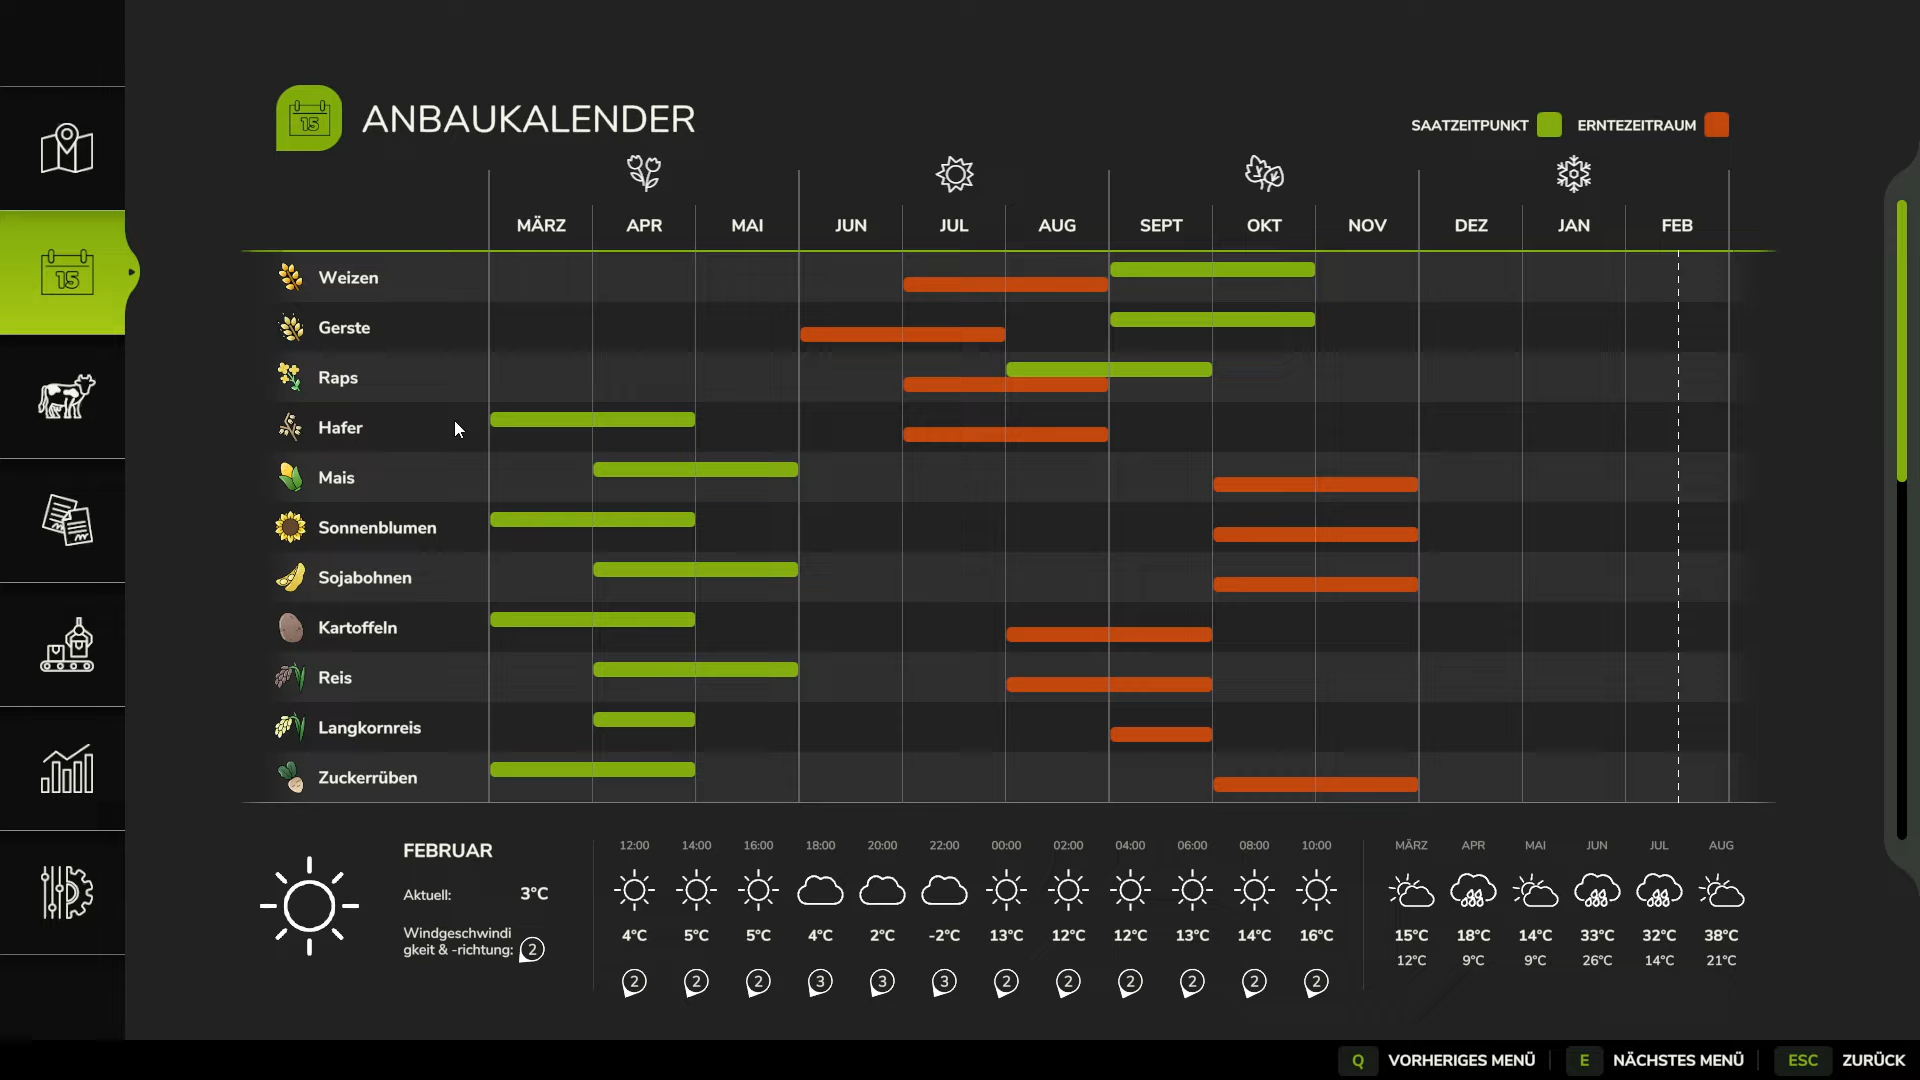 15
ANBAUKALENDER
SAATZEITPUNKT ERNTEZEITRAUM
MÄRZ APR MAI JUN JUL AUG SEPT OKT NOV DEZ JAN FEB
15
Weizen
Gerste
Raps
Hafer
Mais
Sonnenblumen
Sojabohnen
Kartoffeln
Reis
Langkornreis
Zuckerrüben
FEBRUAR
Aktuell: 3°C
Windgeschwindi
gkeit & -richtung: 2
12:00 14:00 16:00 18:00 20:00 22:00 00:00 02:00 04:00 06:00 08:00 10:00
4°C 5°C 5°C 4°C 2°C -2°C 13°C 12°C 12°C 13°C 14°C 16°C
2 2 2 3 3 3 2 2 2 2 2 2
MÄRZ APR MAI JUN JUL AUG
15°C 18°C 14°C 33°C 32°C 38°C
12°C 9°C 9°C 26°C 14°C 21°C
Q VORHERIGES MENÜ E NÄCHSTES MENÜ ESC ZURÜCK